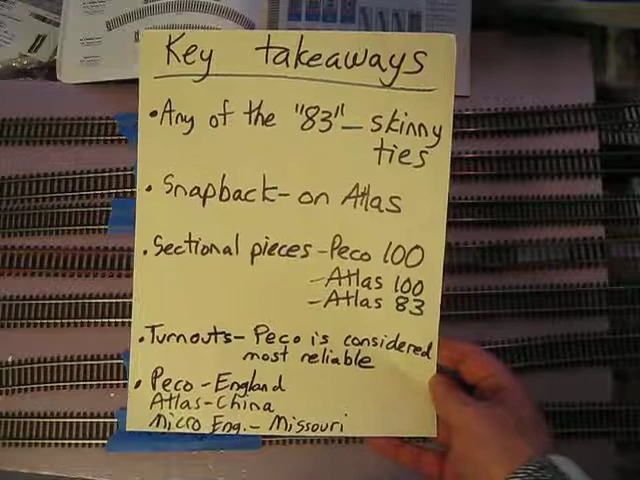 Key takeaways
• Any of the "83" – skinny
ties
• Snapback – on Atlas
• Sectional pieces – Peco 100
– Atlas 100
– Atlas 83
• Turnouts – Peco is considered
most reliable
• Peco – England
Atlas – China
Micro Eng. – Missouri